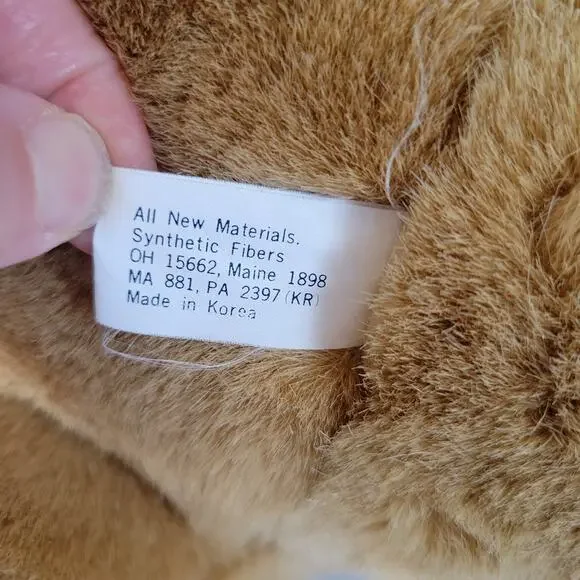 All New Materials.
Synthetic Fibers
OH 15662, Maine 1898
MA 881, PA 2397 (KR)
Made in Korea